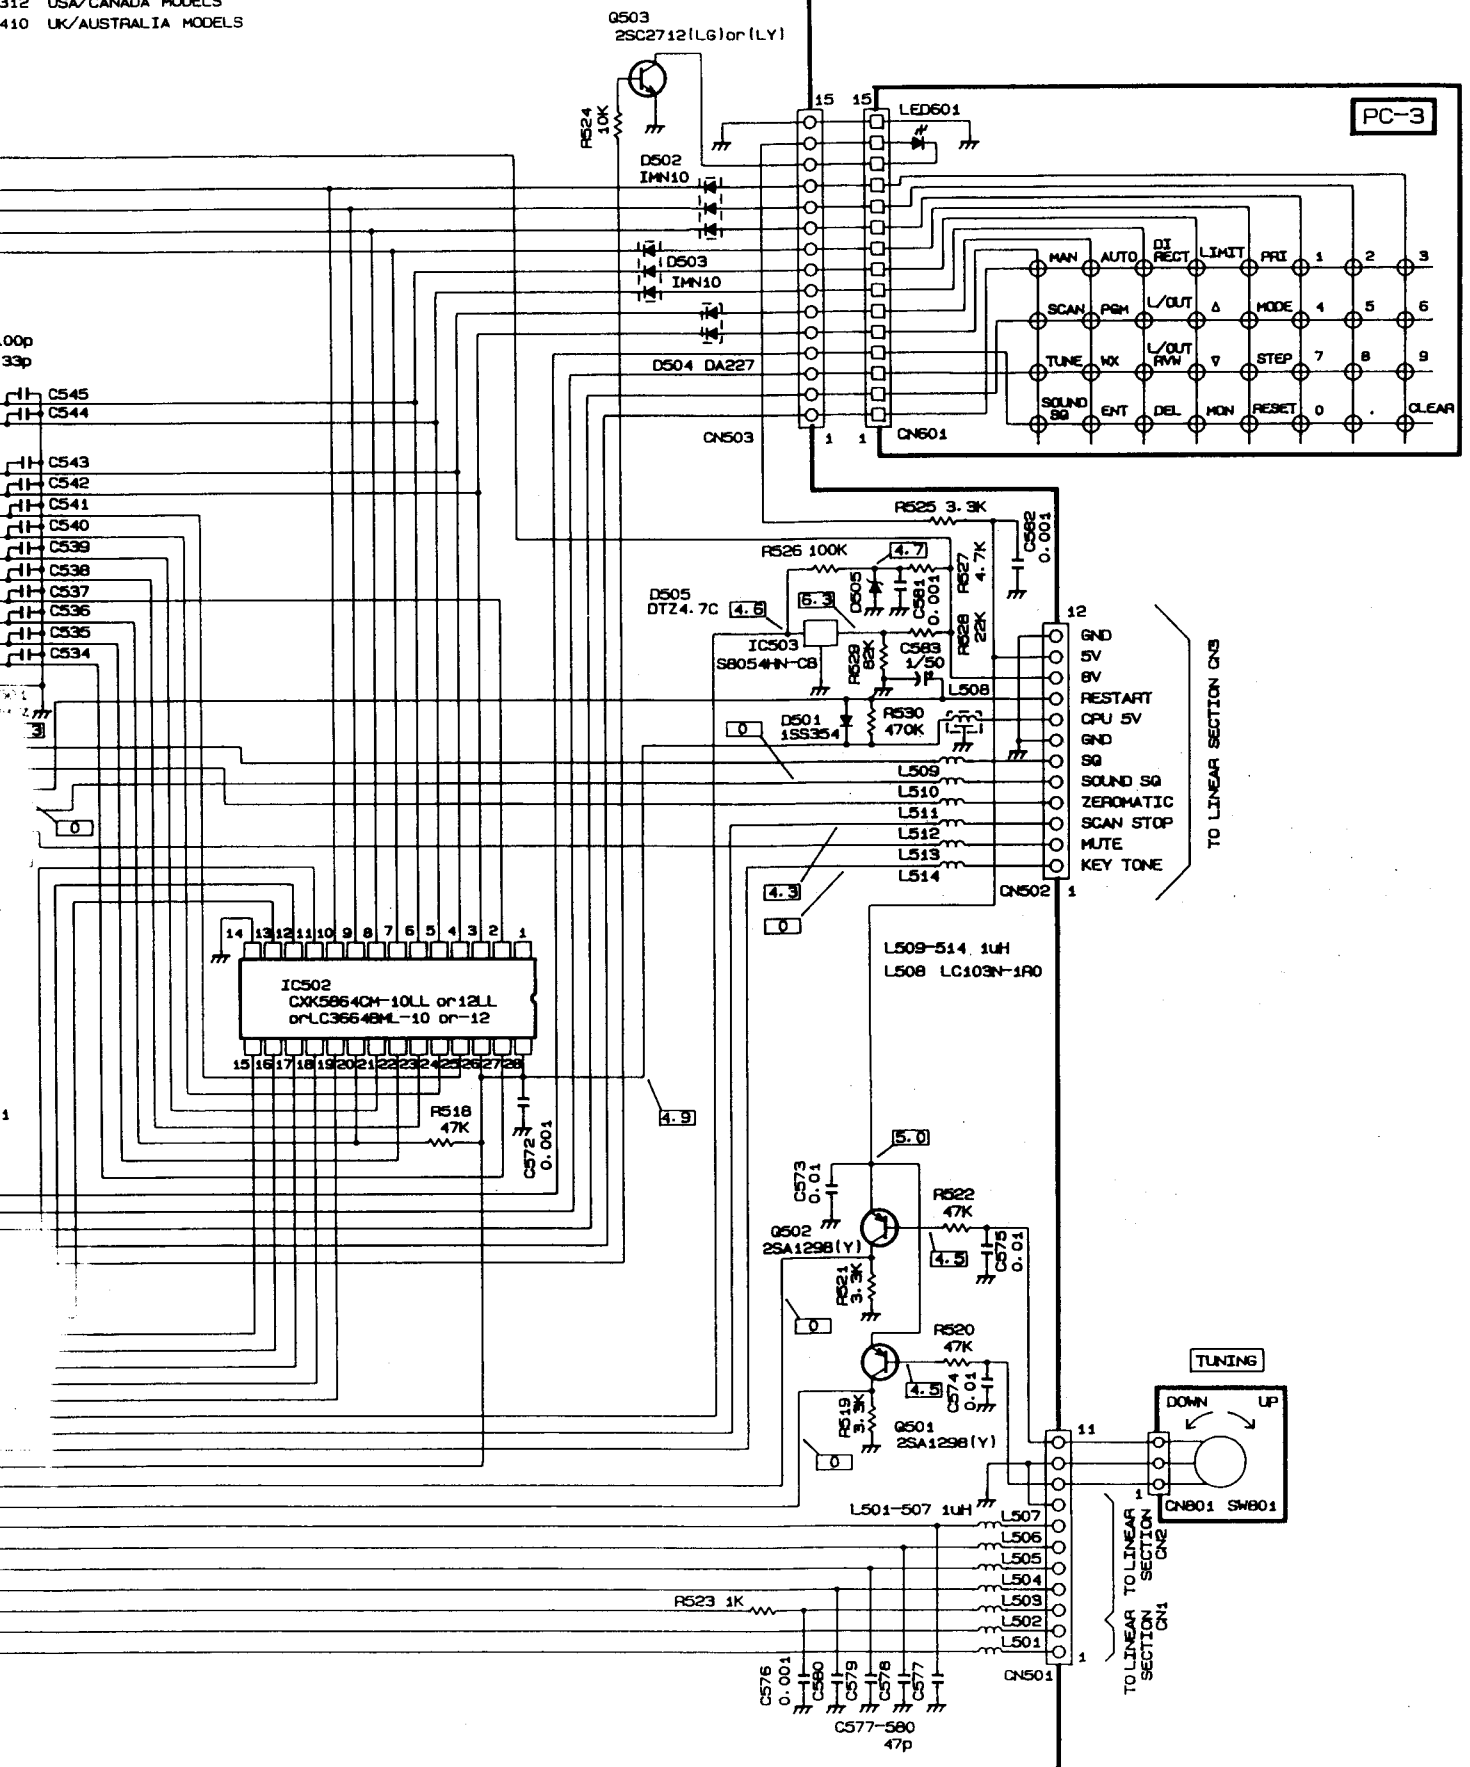 312 USA/CANADA MODELS
410 UK/AUSTRALIA MODELS
Q503
2SC2712(LG)or(LY)
R524
10K
15
15
LED601
PC-3
D502
IMN10
D503
IMN10
D504 DA227
CN503
1
1
CN601
MAN
AUTO
DI
RECT
LIMIT
PRI
1
2
3
SCAN
PGM
L/OUT
△
MODE
4
5
6
TUNE
WX
L/OUT
RVW
▽
STEP
7
8
9
SOUND
SQ
ENT
DEL
MON
RESET
0
.
CLEAR
00p
33p
C545
C544
C543
C542
C541
C540
C539
C538
C537
C536
C535
C534
3
0
R525 3.3K
C582
0.001
R526 100K
4.7
R527
4.7K
D505
DTZ4.7C
4.6
6.3
D505
C581
0.001
R528
22K
IC503
S8054HN-CB
R529
82K
C583
1/50
L508
D501
1SS354
R530
470K
0
L509
L510
L511
L512
L513
L514
4.3
0
12
GND
5V
8V
RESTART
CPU 5V
GND
SQ
SOUND SQ
ZEROMATIC
SCAN STOP
MUTE
KEY TONE
CN502
1
TO LINEAR SECTION CN3
L509-514 1uH
L508 LC103N-1R0
14
13
12
11
10
9
8
7
6
5
4
3
2
1
IC502
CXK5864CM-10LL or12LL
orLC3664BML-10 or-12
15
16
17
18
19
20
21
22
23
24
25
26
27
28
1
R518
47K
C572
0.001
4.9
5.0
C573
0.01
Q502
2SA1298(Y)
R522
47K
4.5
C575
0.01
R521
3.3K
0
R520
47K
4.5
C574
0.01
R519
3.3K
Q501
2SA1298(Y)
0
TUNING
DOWN
UP
11
1
CN801
SW801
L501-507 1uH
L507
L506
L505
L504
L503
L502
L501
R523 1K
CN501
1
TO LINEAR
SECTION
CN2
TO LINEAR
SECTION
CN1
C576
0.001
C580
C579
C578
C577
C577-580
47p